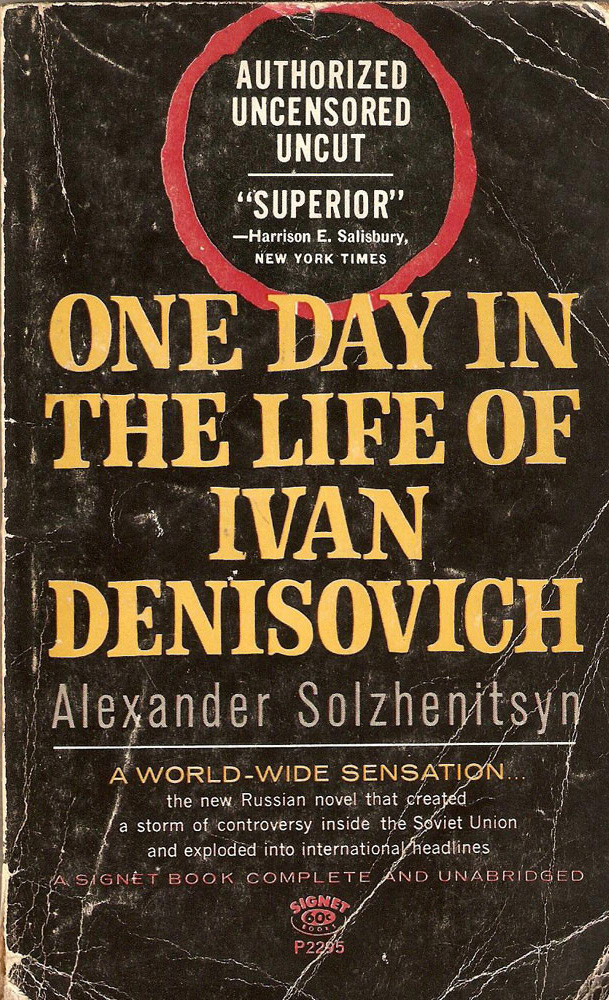 AUTHORIZED
UNCENSORED
UNCUT
“SUPERIOR”
—Harrison E. Salisbury,
NEW YORK TIMES
ONE DAY IN
THE LIFE OF
IVAN
DENISOVICH
Alexander Solzhenitsyn
A WORLD-WIDE SENSATION...
the new Russian novel that created
a storm of controversy inside the Soviet Union
and exploded into international headlines
A SIGNET BOOK COMPLETE AND UNABRIDGED
SIGNET
60c
BOOKS
P2295